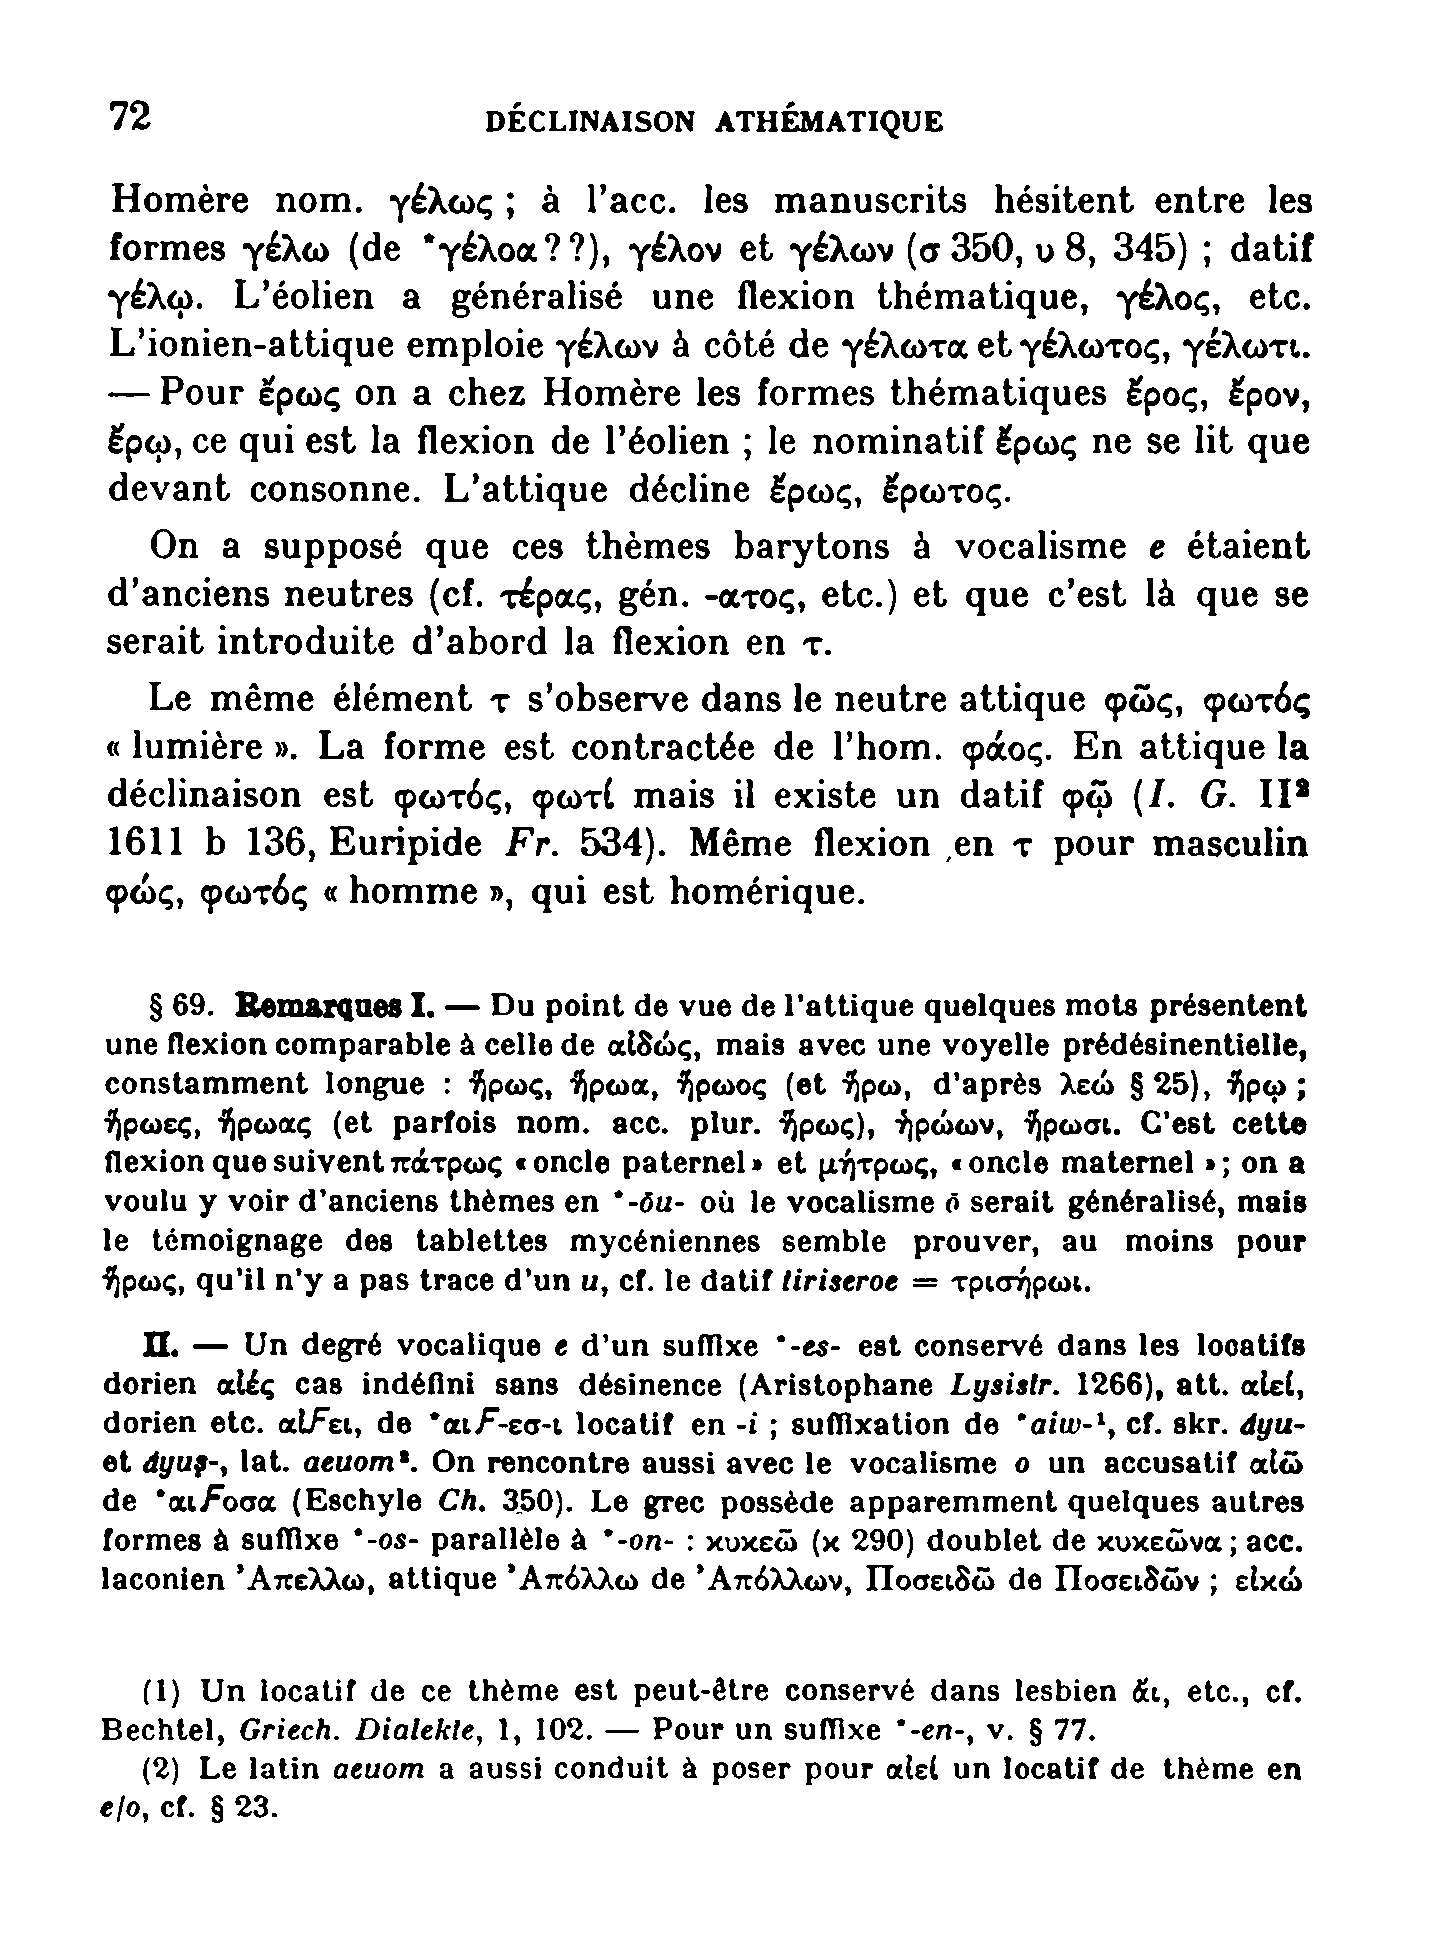 72 DÉCLINAISON ATHÉMATIQUE
Homère nom. γέλως ; à l'acc. les manuscrits hésitent entre les
formes γέλω (de *γέλοα??), γέλον et γέλων (σ 350, υ 8, 345) ; datif
γέλῳ. L'éolien a généralisé une flexion thématique, γέλος, etc.
L'ionien-attique emploie γέλων à côté de γέλωτα et γέλωτος, γέλωτι.
— Pour ἔρως on a chez Homère les formes thématiques ἔρος, ἔρον,
ἔρῳ, ce qui est la flexion de l'éolien ; le nominatif ἔρως ne se lit que
devant consonne. L'attique décline ἔρως, ἔρωτος.
On a supposé que ces thèmes barytons à vocalisme e étaient
d'anciens neutres (cf. τέρας, gén. -ατος, etc.) et que c'est là que se
serait introduite d'abord la flexion en τ.
Le même élément τ s'observe dans le neutre attique φῶς, φωτός
« lumière ». La forme est contractée de l'hom. φάος. En attique la
déclinaison est φωτός, φωτί mais il existe un datif φῷ (I. G. II²
1611 b 136, Euripide Fr. 534). Même flexion en τ pour masculin
φώς, φωτός « homme », qui est homérique.
§ 69. Remarques I. — Du point de vue de l'attique quelques mots présentent
une flexion comparable à celle de αἰδώς, mais avec une voyelle prédésinentielle,
constamment longue : ἥρως, ἥρωα, ἥρωος (et ἥρω, d'après λεώ § 25), ἥρῳ ;
ἥρωες, ἥρωας (et parfois nom. acc. plur. ἥρως), ἡρώων, ἥρωσι. C'est cette
flexion que suivent πάτρως « oncle paternel » et μήτρως, « oncle maternel » ; on a
voulu y voir d'anciens thèmes en *-ōu- où le vocalisme ō serait généralisé, mais
le témoignage des tablettes mycéniennes semble prouver, au moins pour
ἥρως, qu'il n'y a pas trace d'un u, cf. le datif tiriseroe = τρισήρωι.
II. — Un degré vocalique e d'un suffixe *-es- est conservé dans les locatifs
dorien αἰές cas indéfini sans désinence (Aristophane Lysistr. 1266), att. αἰεί,
dorien etc. αἰϝει, de *αιϝ-εσ-ι locatif en -i ; suffixation de *aiw-¹, cf. skr. áyu-
et áyuṣ-, lat. aeuom². On rencontre aussi avec le vocalisme o un accusatif αἰῶ
de *αιϝοσα (Eschyle Ch. 350). Le grec possède apparemment quelques autres
formes à suffixe *-os- parallèle à *-on- : κυκεῶ (κ 290) doublet de κυκεῶνα ; acc.
laconien Ἀπελλω, attique Ἀπόλλω de Ἀπόλλων, Ποσειδῶ de Ποσειδῶν ; εἰκώ
(1) Un locatif de ce thème est peut-être conservé dans lesbien ἄι, etc., cf.
Bechtel, Griech. Dialekte, 1, 102. — Pour un suffixe *-en-, v. § 77.
(2) Le latin aeuom a aussi conduit à poser pour αἰεί un locatif de thème en
e/o, cf. § 23.